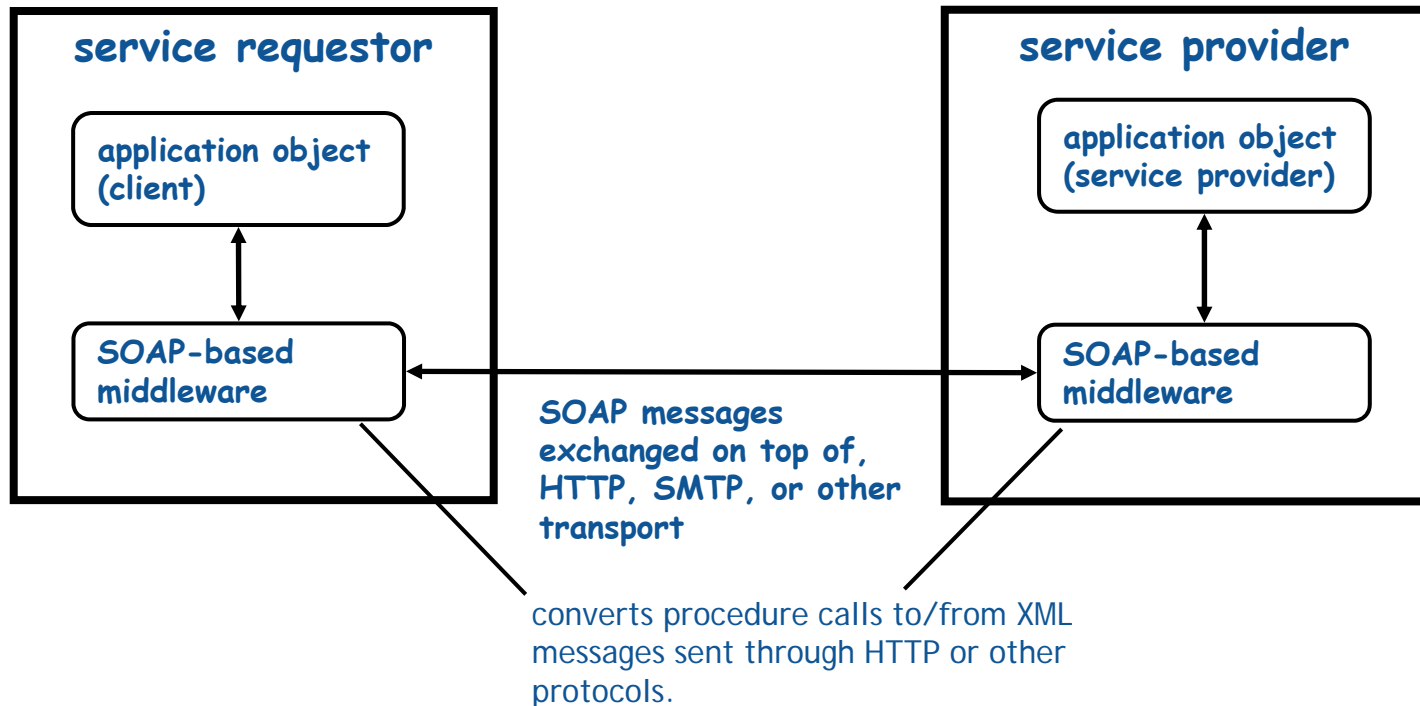 service requestor
application object
(client)
SOAP-based
middleware
service provider
application object
(service provider)
SOAP-based
middleware
SOAP messages
exchanged on top of,
HTTP, SMTP, or other
transport
converts procedure calls to/from XML
messages sent through HTTP or other
protocols.